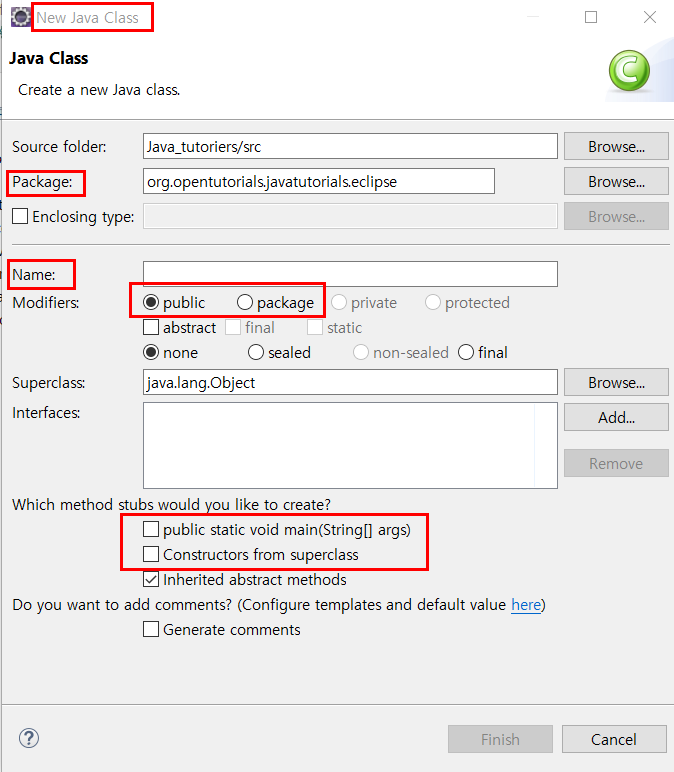 New Java Class
Java Class
Create a new Java class.
Source folder: Java_tutoriers/src Browse...
Package: org.opentutorials.javatutorials.eclipse Browse...
Enclosing type: Browse...
Name:
Modifiers: public package private protected
abstract final static
none sealed non-sealed final
Superclass: java.lang.Object Browse...
Interfaces: Add...
Remove
Which method stubs would you like to create?
public static void main(String[] args)
Constructors from superclass
Inherited abstract methods
Do you want to add comments? (Configure templates and default value here)
Generate comments
? Finish Cancel